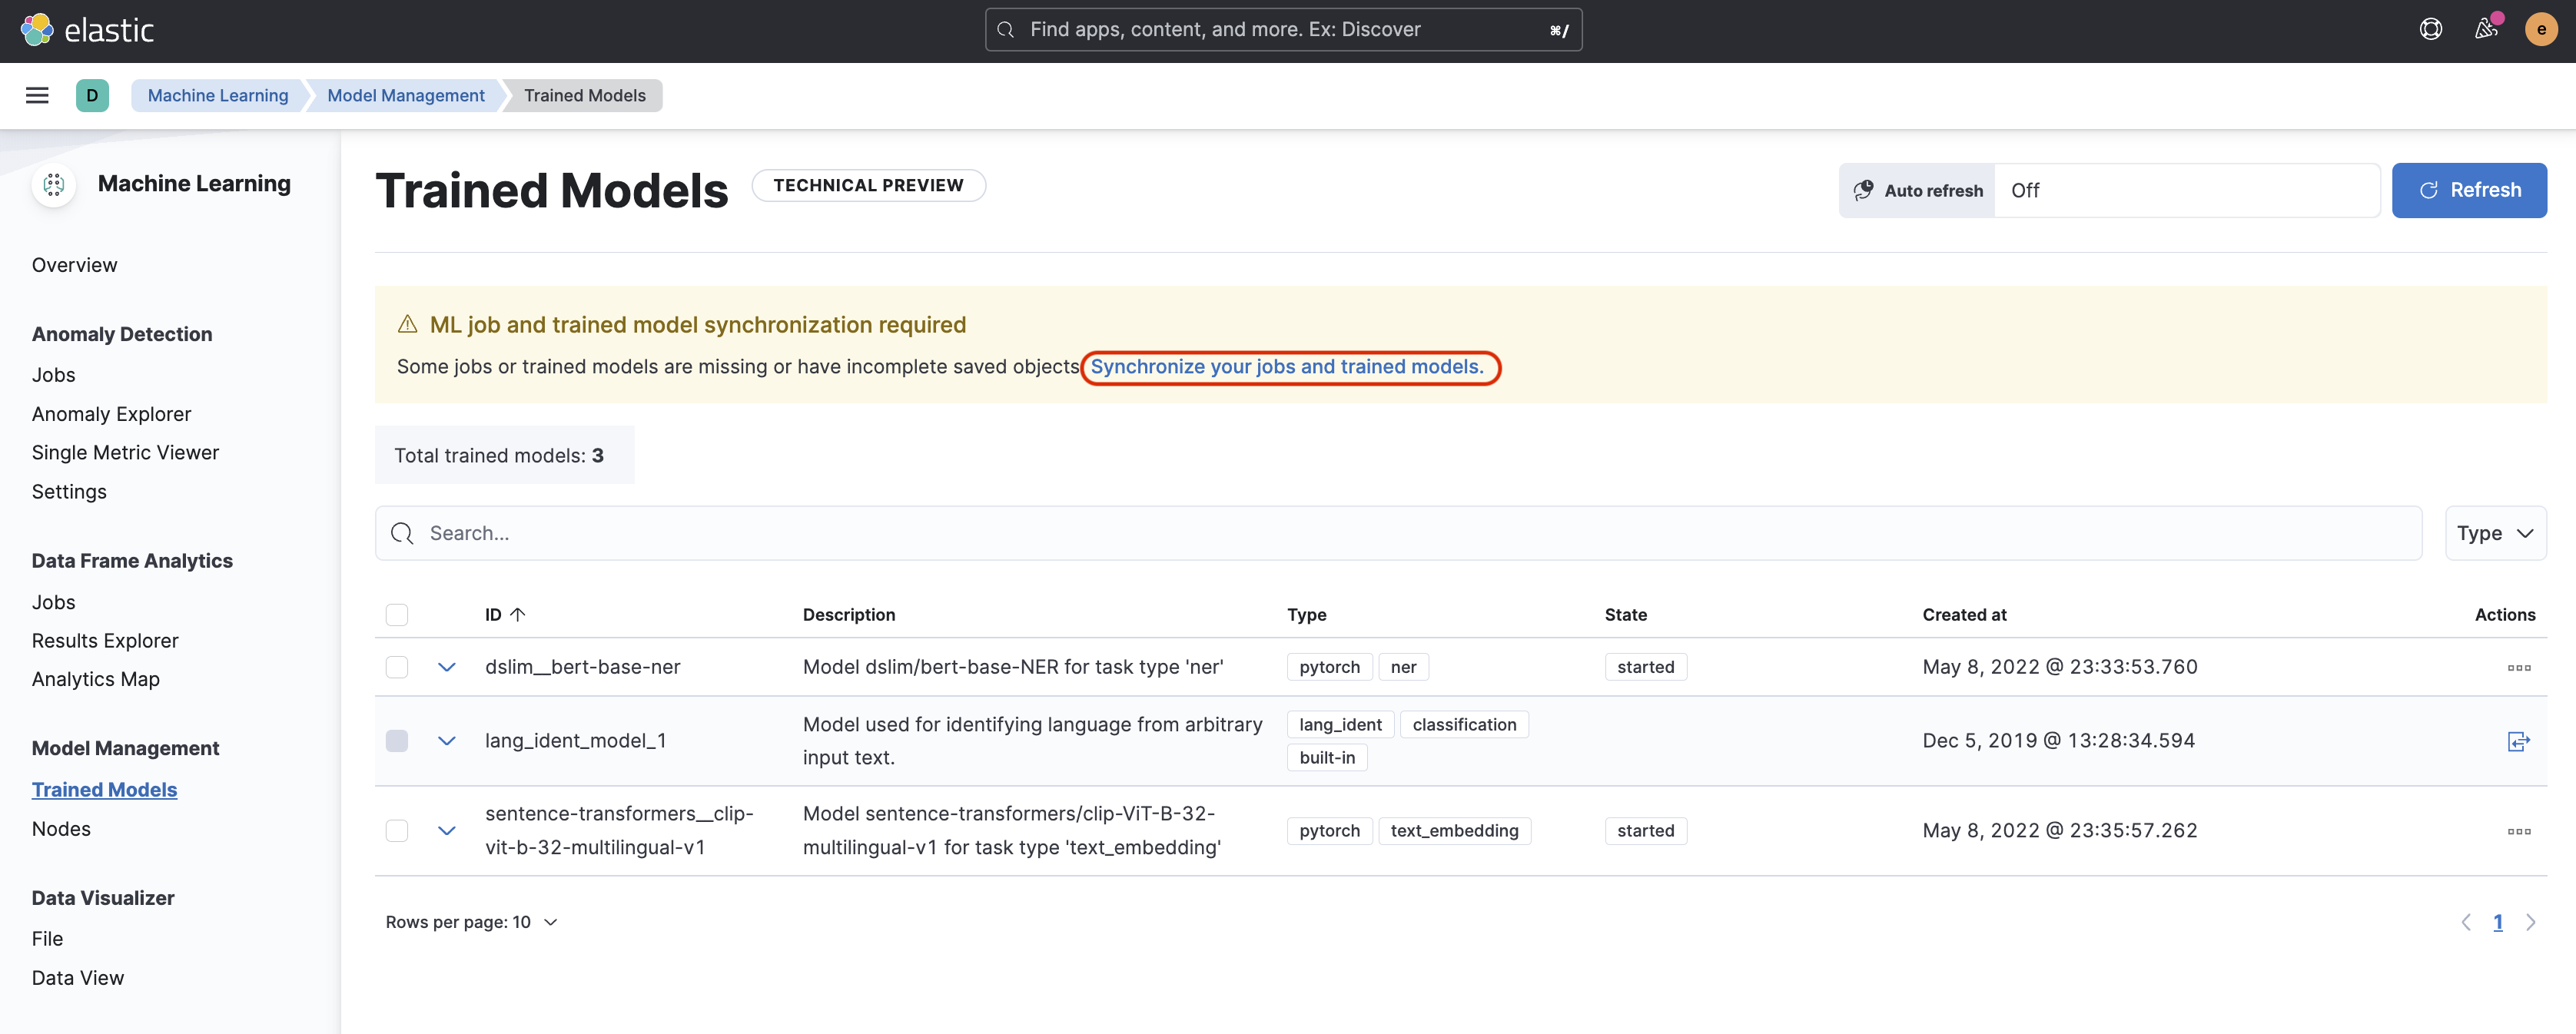 elastic
Find apps, content, and more. Ex: Discover ⌘/
e
D Machine Learning Model Management Trained Models
Machine Learning
Overview
Anomaly Detection
Jobs
Anomaly Explorer
Single Metric Viewer
Settings
Data Frame Analytics
Jobs
Results Explorer
Analytics Map
Model Management
Trained Models
Nodes
Data Visualizer
File
Data View
Trained Models TECHNICAL PREVIEW
Auto refresh Off Refresh
ML job and trained model synchronization required
Some jobs or trained models are missing or have incomplete saved objects Synchronize your jobs and trained models.
Total trained models: 3
Search... Type
ID Description Type State Created at Actions
dslim__bert-base-ner Model dslim/bert-base-NER for task type 'ner' pytorch ner started May 8, 2022 @ 23:33:53.760
lang_ident_model_1 Model used for identifying language from arbitrary lang_ident classification Dec 5, 2019 @ 13:28:34.594
input text. built-in
sentence-transformers__clip- Model sentence-transformers/clip-ViT-B-32- pytorch text_embedding started May 8, 2022 @ 23:35:57.262
vit-b-32-multilingual-v1 multilingual-v1 for task type 'text_embedding'
Rows per page: 10 1